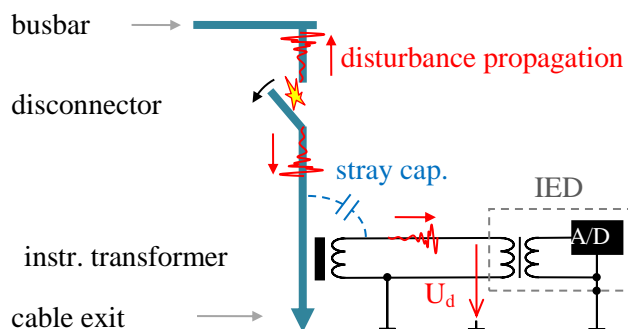 busbar
disturbance propagation
disconnector
stray cap.
IED
A/D
instr. transformer
U_d
cable exit